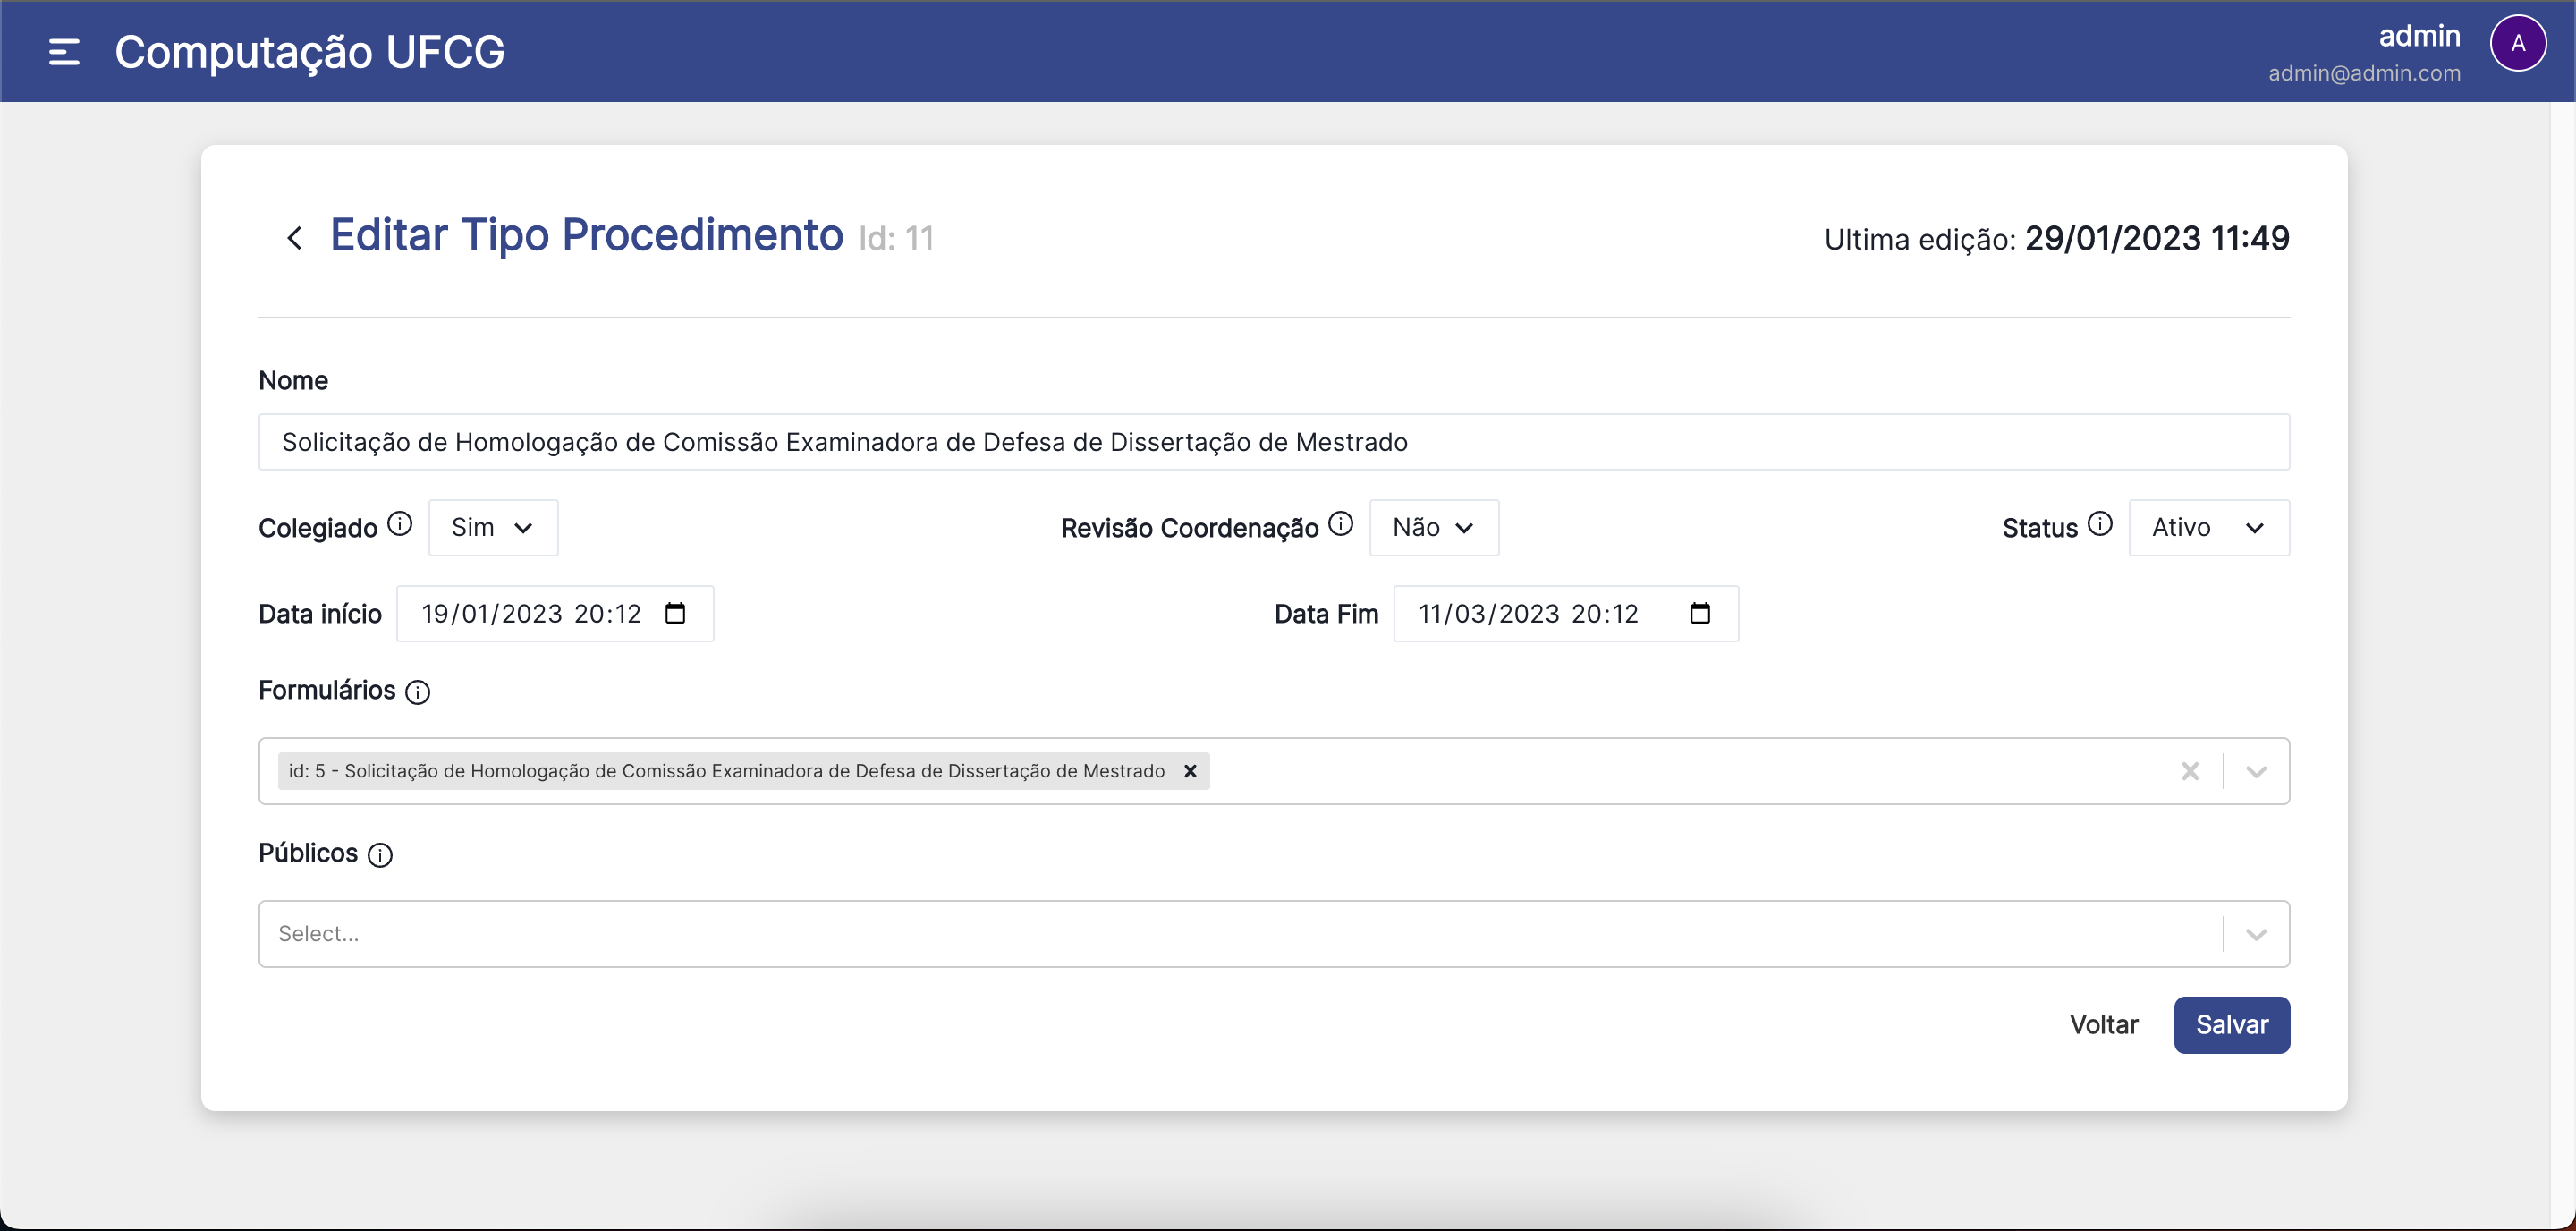 Computação UFCG
admin
admin@admin.com
A
Editar Tipo Procedimento Id: 11
Ultima edição: 29/01/2023 11:49
Nome
Solicitação de Homologação de Comissão Examinadora de Defesa de Dissertação de Mestrado
Colegiado Sim Revisão Coordenação Não Status Ativo
Data início 19/01/2023 20:12 Data Fim 11/03/2023 20:12
Formulários
id: 5 - Solicitação de Homologação de Comissão Examinadora de Defesa de Dissertação de Mestrado
Públicos
Select...
Voltar Salvar